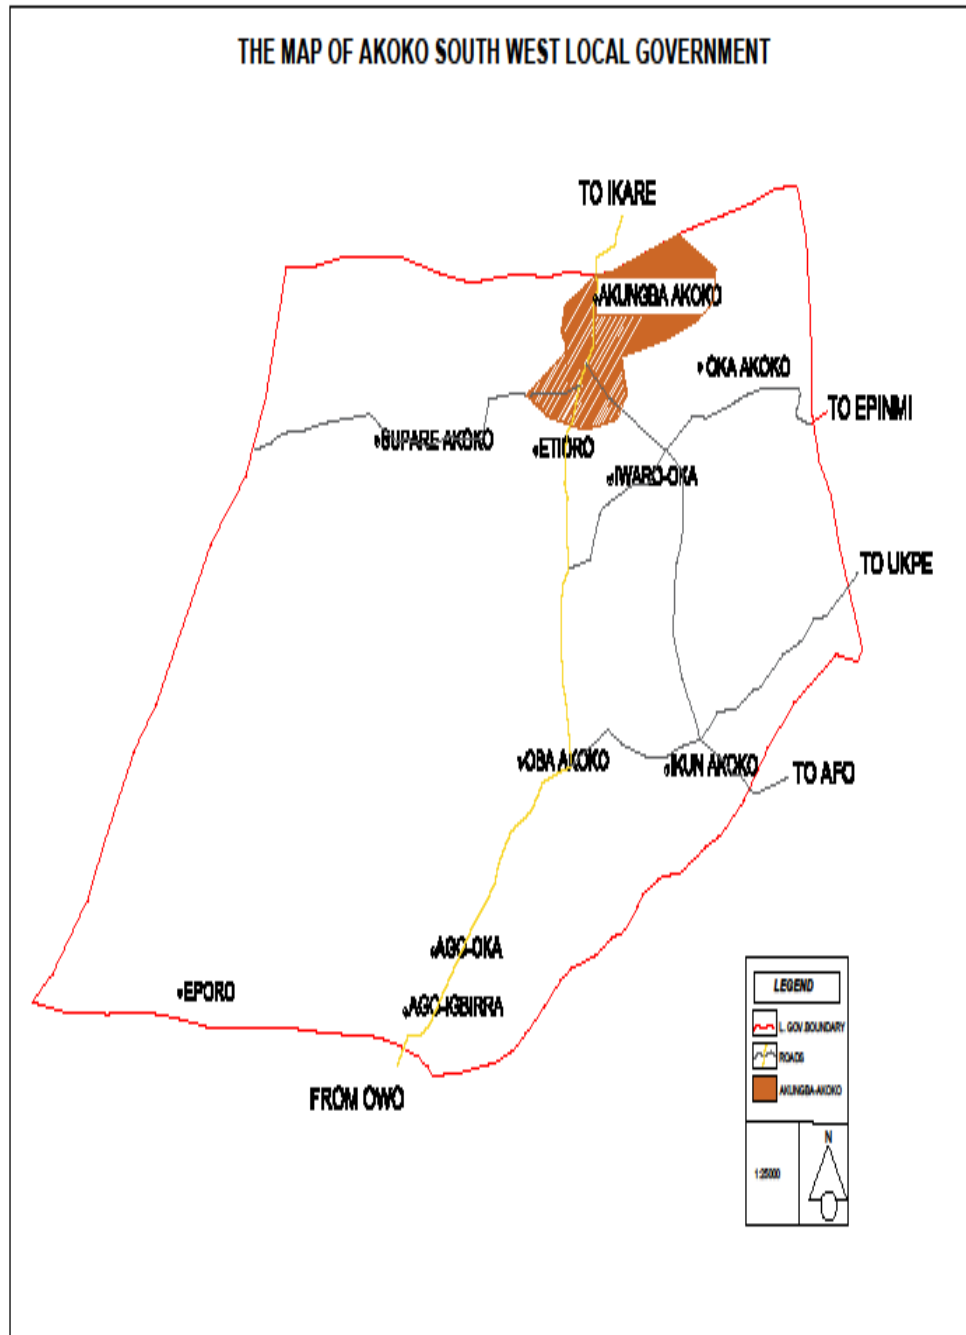 THE MAP OF AKOKO SOUTH WEST LOCAL GOVERNMENT
TO IKARE
AKUNGBA AKOKO
OKA AKOKO
TO EPINMI
SUPARE AKOKO
ETIORO
IWARO-OKA
TO UKPE
OBA AKOKO
IKUN AKOKO
TO AFO
AGO-OKA
EPORO
AGO-IGBIRRA
FROM OWO
LEGEND
L. GOV.BOUNDARY
ROADS
AKUNGBA-AKOKO
N
1:25000